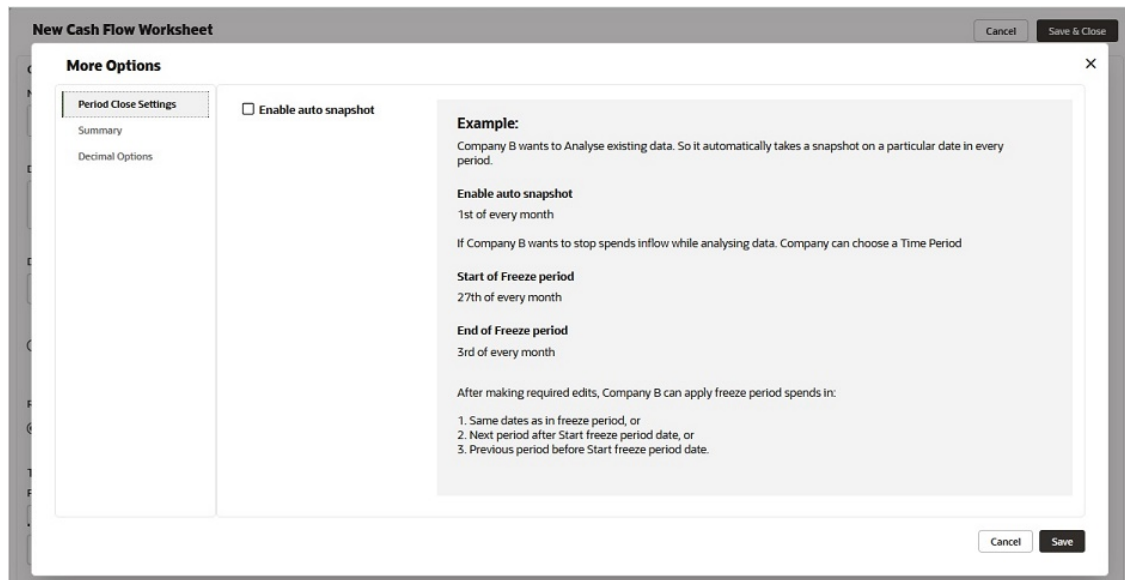 New Cash Flow Worksheet
Cancel
Save & Close
More Options
Period Close Settings
Summary
Decimal Options
Enable auto snapshot
Example:
Company B wants to Analyse existing data. So it automatically takes a snapshot on a particular date in every
period.
Enable auto snapshot
1st of every month
If Company B wants to stop spends inflow while analysing data. Company can choose a Time Period
Start of Freeze period
27th of every month
End of Freeze period
3rd of every month
After making required edits, Company B can apply freeze period spends in:
1. Same dates as in freeze period, or
2. Next period after Start freeze period date, or
3. Previous period before Start freeze period date.
Cancel
Save